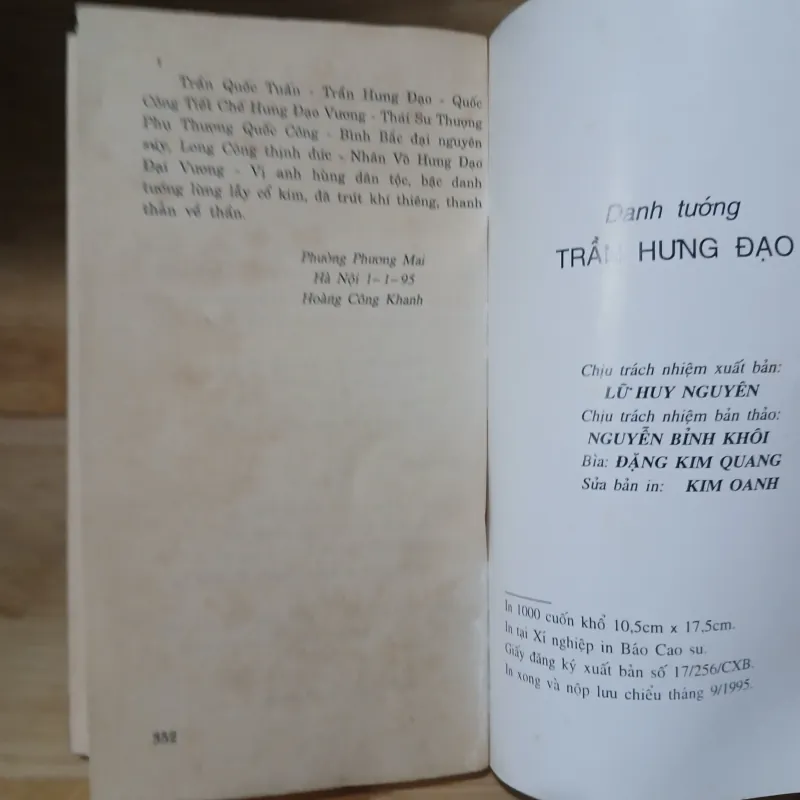 Trần Quốc Tuấn - Trần Hưng Đạo - Quốc
Công Tiết Chế Hưng Đạo Vương - Thái Sư Thượng
Phụ Thượng Quốc Công - Bình Bắc đại nguyên
súy, Long Công thịnh đức - Nhân Võ Hưng Đạo
Đại Vương - Vị anh hùng dân tộc, bậc danh
tướng lừng lẫy cổ kim, đã trút khí thiêng, thanh
thản về thần.
Phường Phương Mai
Hà Nội 1-1-95
Hoàng Công Khanh
352
Danh tướng
TRẦN HƯNG ĐẠO
Chịu trách nhiệm xuất bản:
LỮ HUY NGUYÊN
Chịu trách nhiệm bản thảo:
NGUYỄN BỈNH KHÔI
Bìa: ĐẶNG KIM QUANG
Sửa bản in: KIM OANH
In 1000 cuốn khổ 10,5cm x 17,5cm.
In tại Xí nghiệp in Báo Cao su.
Giấy đăng ký xuất bản số 17/256/CXB.
In xong và nộp lưu chiểu tháng 9/1995.